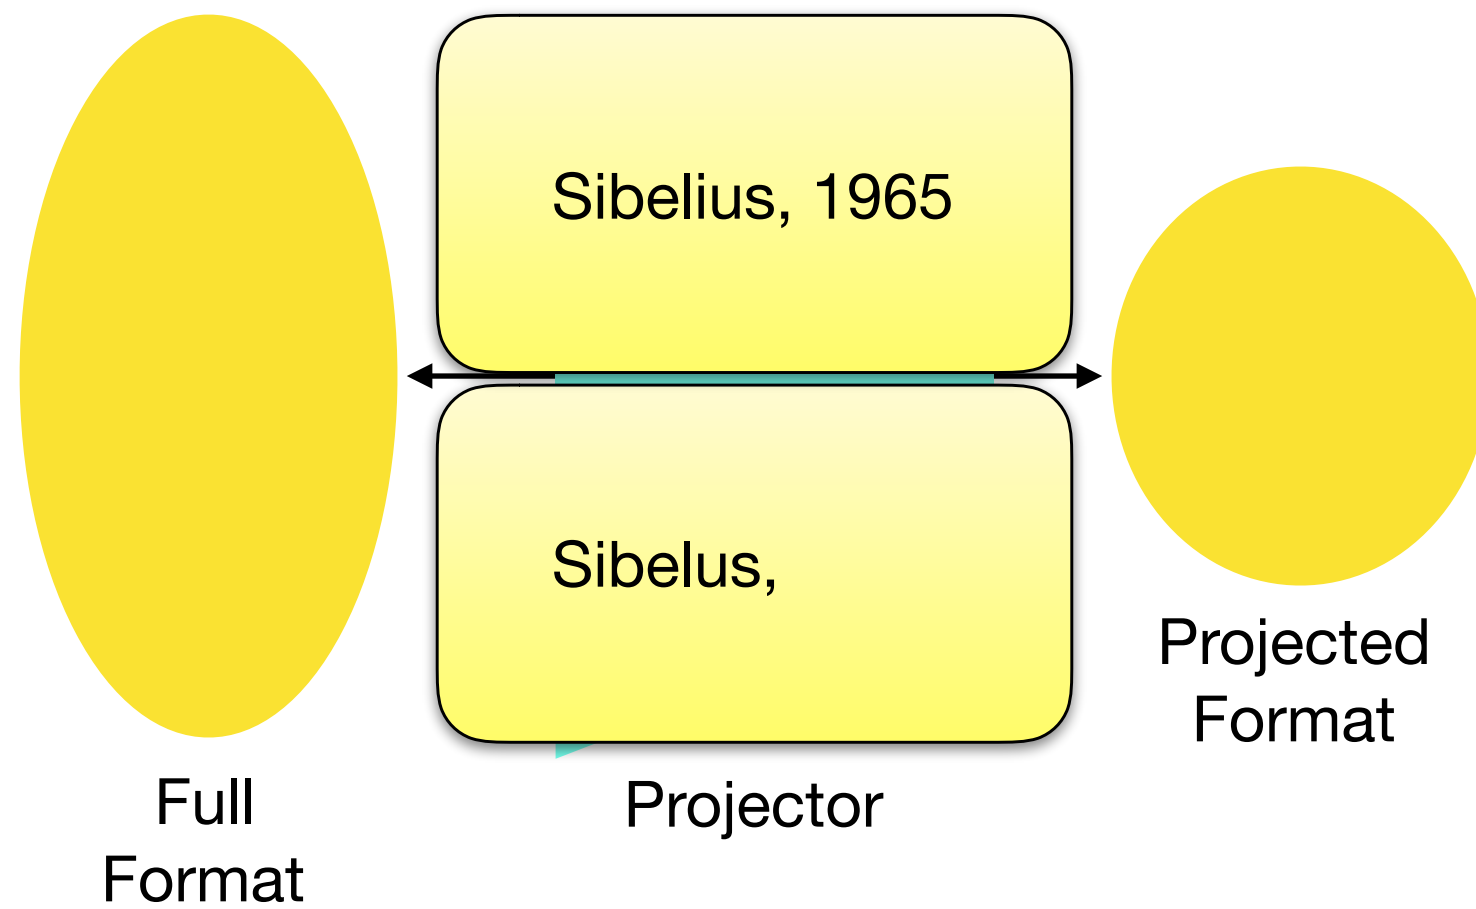 Sibelius, 1965
Sibelus,
Projected
Format
Full
Format
Projector